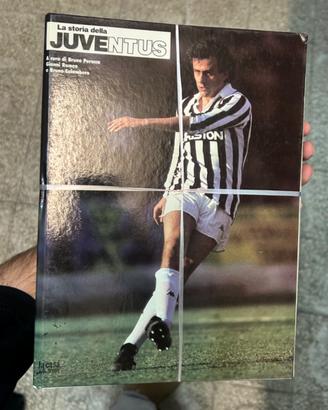 La storia della
JUVENTUS
A cura di Bruno Perucca
Gianni Romeo
e Bruno Colombero
ARISTON